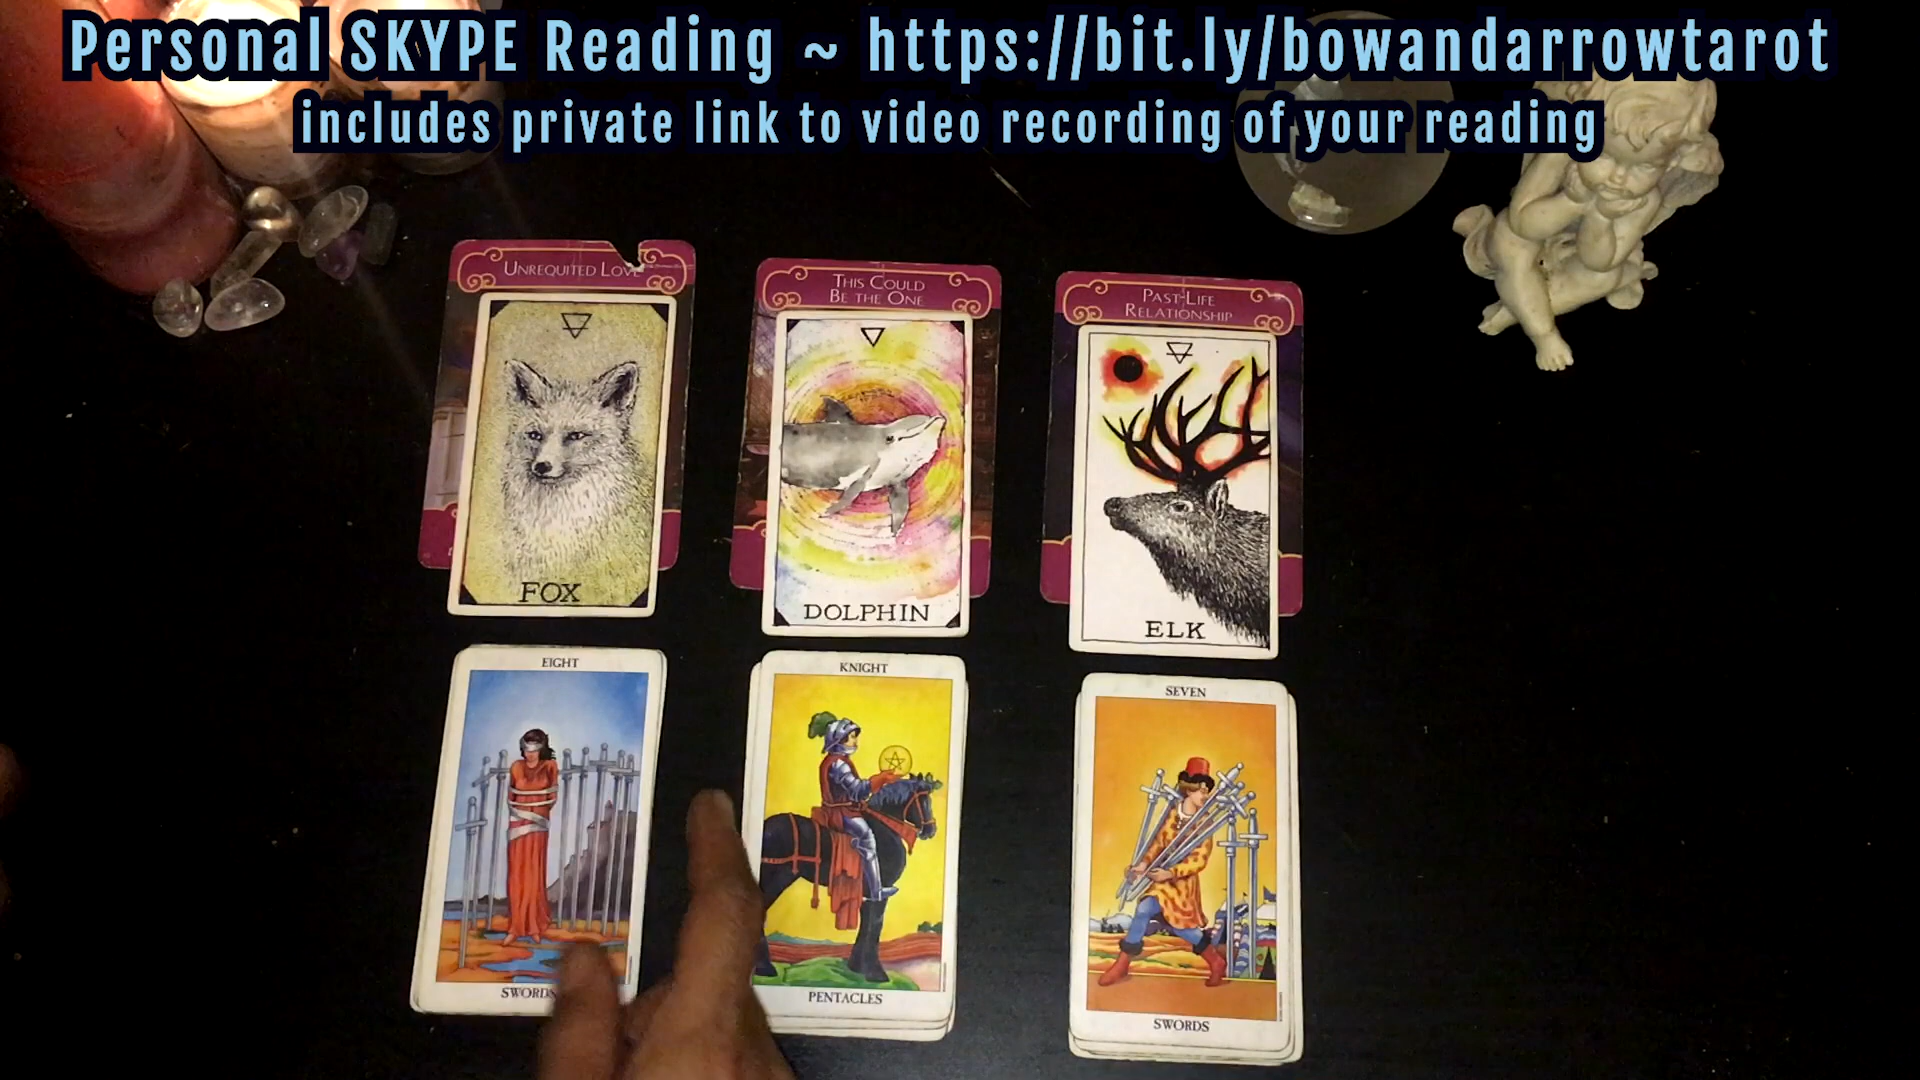 Personal SKYPE Reading ~ https://bit.ly/bowandarrowtarot
includes private link to video recording of your reading
UNREQUITED LOVE
THIS COULD
BE THE ONE
PAST-LIFE
RELATIONSHIP
FOX
DOLPHIN
ELK
EIGHT
KNIGHT
SEVEN
SWORDS
PENTACLES
SWORDS